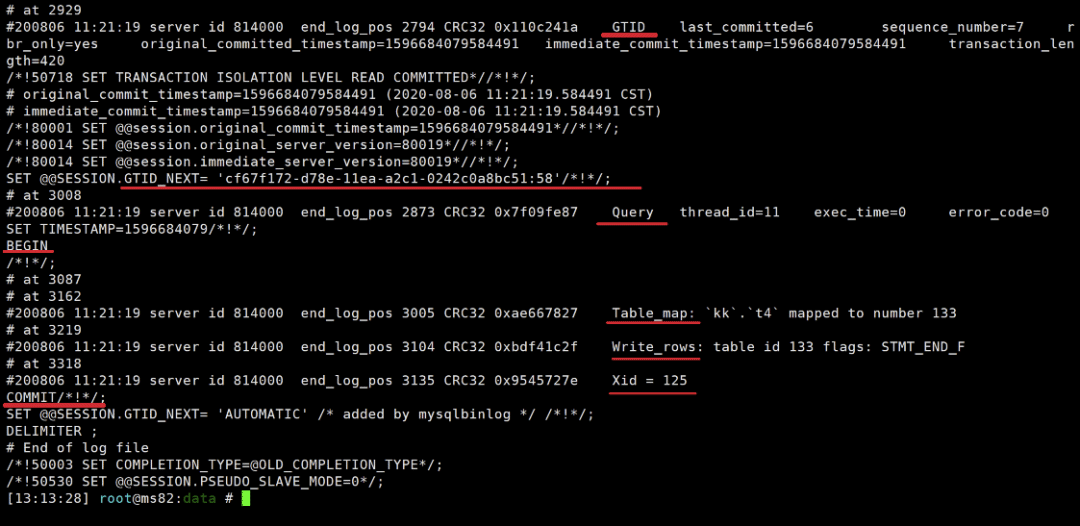 # at 2929
#200806 11:21:19 server id 814000  end_log_pos 2794 CRC32 0x110c241a    GTID    last_committed=6        sequence_number=7       r
br_only=yes     original_committed_timestamp=1596684079584491   immediate_commit_timestamp=1596684079584491     transaction_len
gth=420
/*!50718 SET TRANSACTION ISOLATION LEVEL READ COMMITTED*//*!*/;
# original_commit_timestamp=1596684079584491 (2020-08-06 11:21:19.584491 CST)
# immediate_commit_timestamp=1596684079584491 (2020-08-06 11:21:19.584491 CST)
/*!80001 SET @@session.original_commit_timestamp=1596684079584491*//*!*/;
/*!80014 SET @@session.original_server_version=80019*//*!*/;
/*!80014 SET @@session.immediate_server_version=80019*//*!*/;
SET @@SESSION.GTID_NEXT= 'cf67f172-d78e-11ea-a2c1-0242c0a8bc51:58'/*!*/;
# at 3008
#200806 11:21:19 server id 814000  end_log_pos 2873 CRC32 0x7f09fe87    Query   thread_id=11    exec_time=0     error_code=0
SET TIMESTAMP=1596684079/*!*/;
BEGIN
/*!*/;
# at 3087
# at 3162
#200806 11:21:19 server id 814000  end_log_pos 3005 CRC32 0xae667827    Table_map: `kk`.`t4` mapped to number 133
# at 3219
#200806 11:21:19 server id 814000  end_log_pos 3104 CRC32 0xbdf41c2f    Write_rows: table id 133 flags: STMT_END_F
# at 3318
#200806 11:21:19 server id 814000  end_log_pos 3135 CRC32 0x9545727e    Xid = 125
COMMIT/*!*/;
SET @@SESSION.GTID_NEXT= 'AUTOMATIC' /* added by mysqlbinlog */ /*!*/;
DELIMITER ;
# End of log file
/*!50003 SET COMPLETION_TYPE=@OLD_COMPLETION_TYPE*/;
/*!50530 SET @@SESSION.PSEUDO_SLAVE_MODE=0*/;
[13:13:28] root@ms82:data #